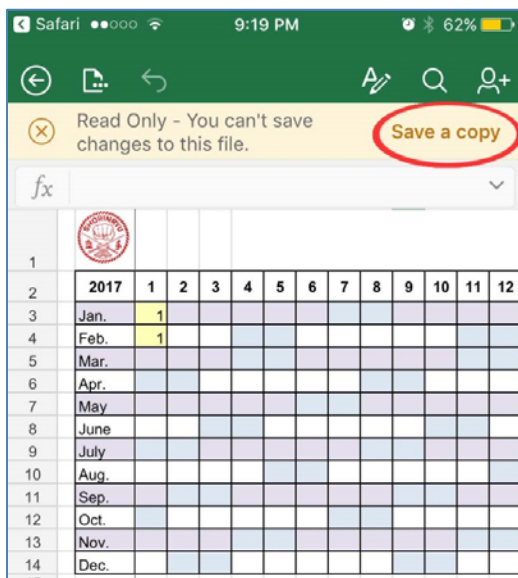 Safari 9:19 PM 62%
Read Only - You can't save
changes to this file.
Save a copy
fx
SHORINRYU
1
2 2017 1 2 3 4 5 6 7 8 9 10 11 12
3 Jan. 1
4 Feb. 1
5 Mar.
6 Apr.
7 May
8 June
9 July
10 Aug.
11 Sep.
12 Oct.
13 Nov.
14 Dec.